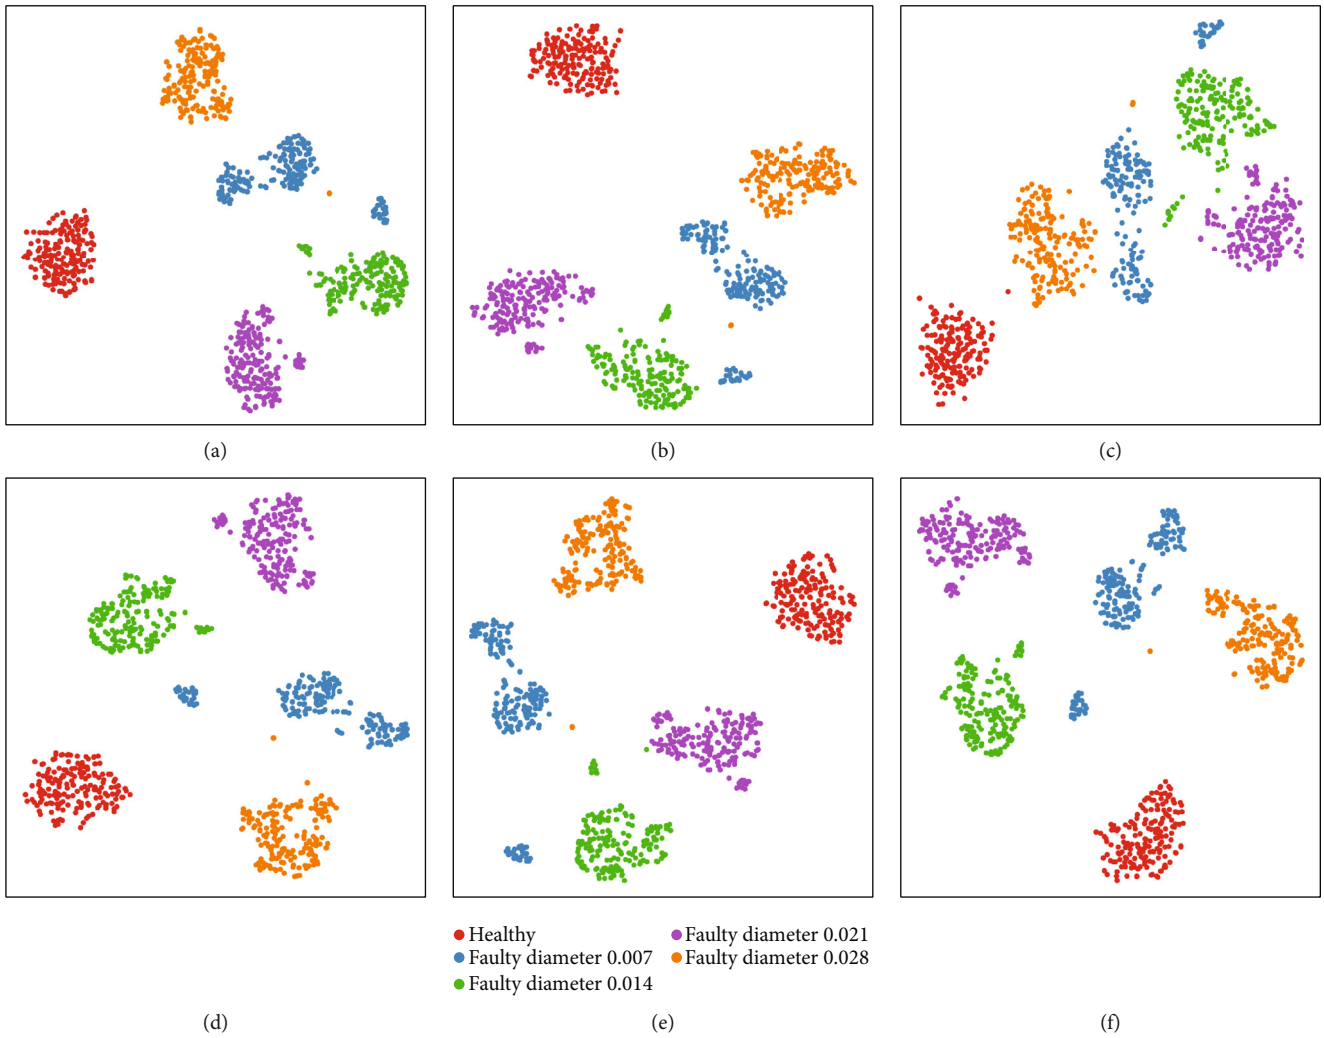 (a)
(b)
(c)
Healthy
Faulty diameter 0.007
Faulty diameter 0.014
Faulty diameter 0.021
Faulty diameter 0.028
(d)
(e)
(f)